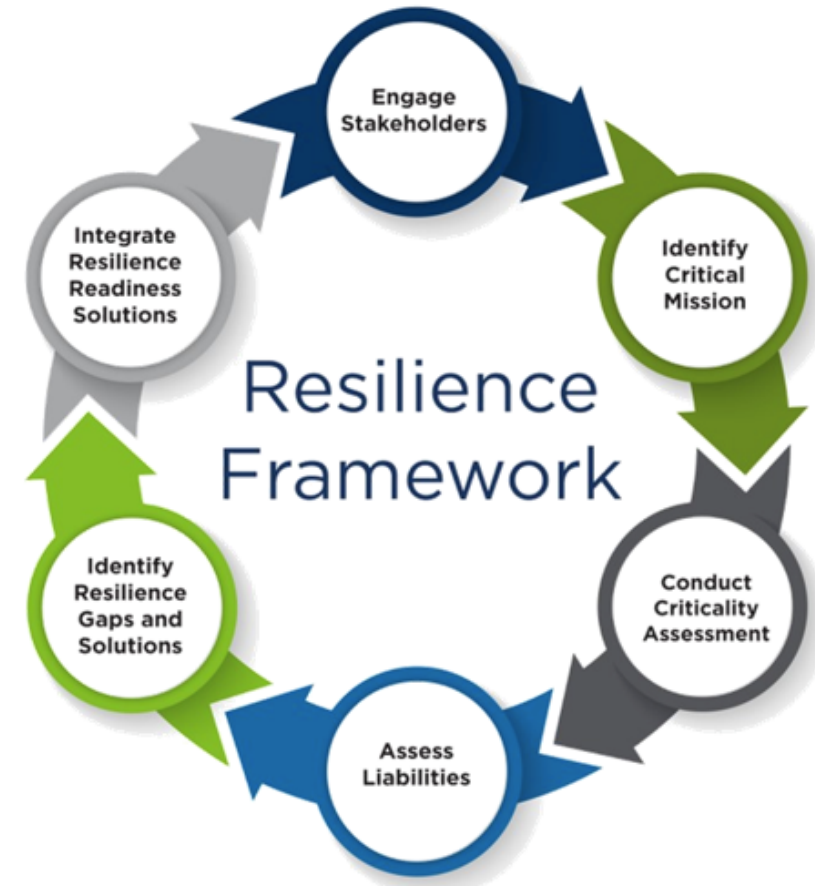 Engage
Stakeholders
Identify
Critical
Mission
Conduct
Criticality
Assessment
Assess
Liabilities
Identify
Resilience
Gaps and
Solutions
Integrate
Resilience
Readiness
Solutions
Resilience
Framework